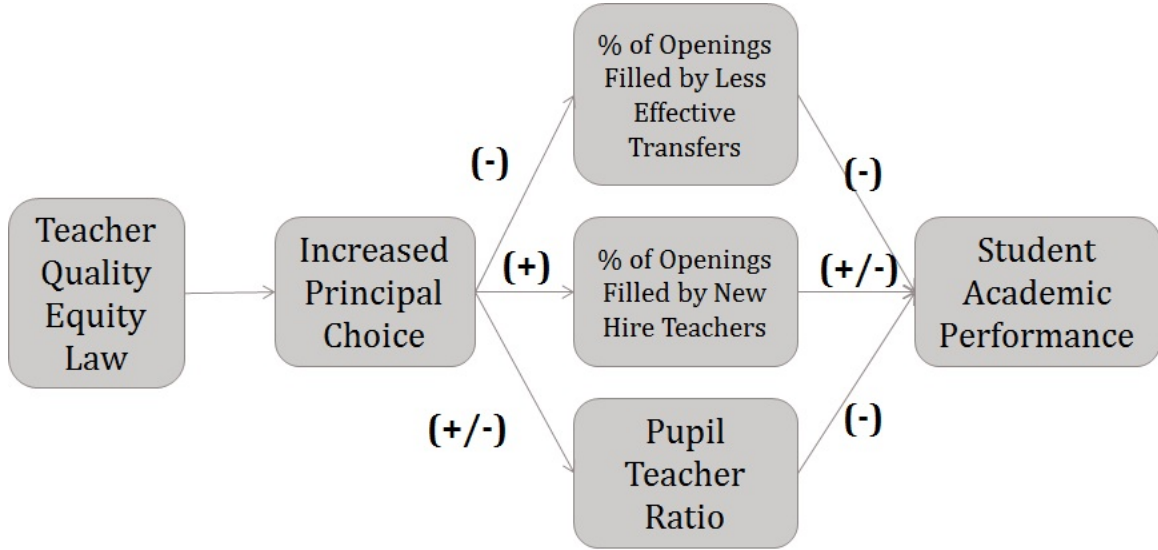 Teacher
Quality
Equity
Law
Increased
Principal
Choice
(-)
(+)
(+/-)
% of Openings
Filled by Less
Effective
Transfers
% of Openings
Filled by New
Hire Teachers
Pupil
Teacher
Ratio
(-)
(+/-)
(-)
Student
Academic
Performance